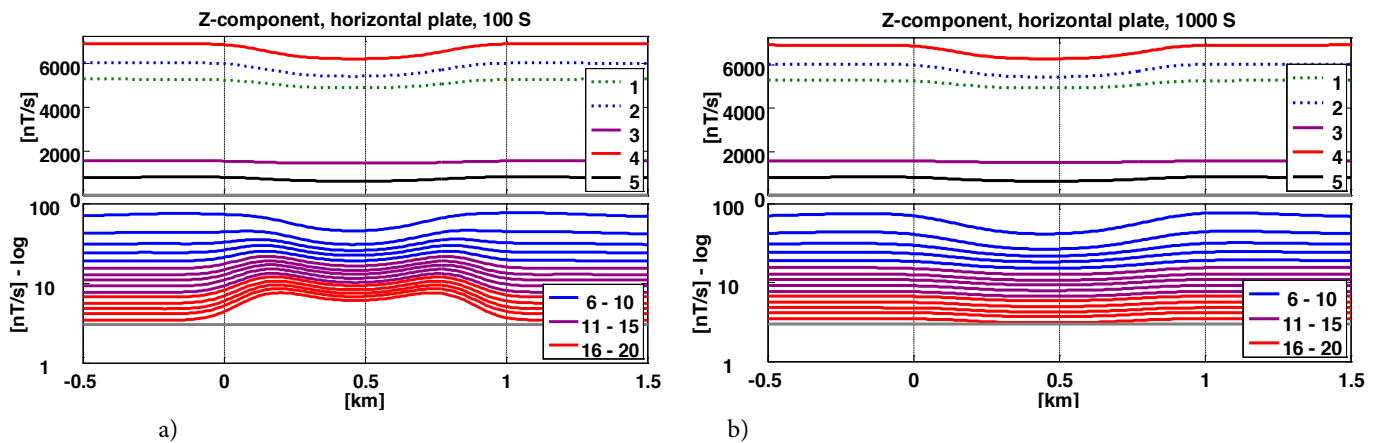 Z-component, horizontal plate, 100 S
[nT/s]
6000
4000
2000
0
1
2
3
4
5
[nT/s] - log
100
10
1
6 - 10
11 - 15
16 - 20
-0.5
0
0.5
1
1.5
[km]
a)
Z-component, horizontal plate, 1000 S
[nT/s]
6000
4000
2000
0
1
2
3
4
5
[nT/s] - log
100
10
1
6 - 10
11 - 15
16 - 20
-0.5
0
0.5
1
1.5
[km]
b)